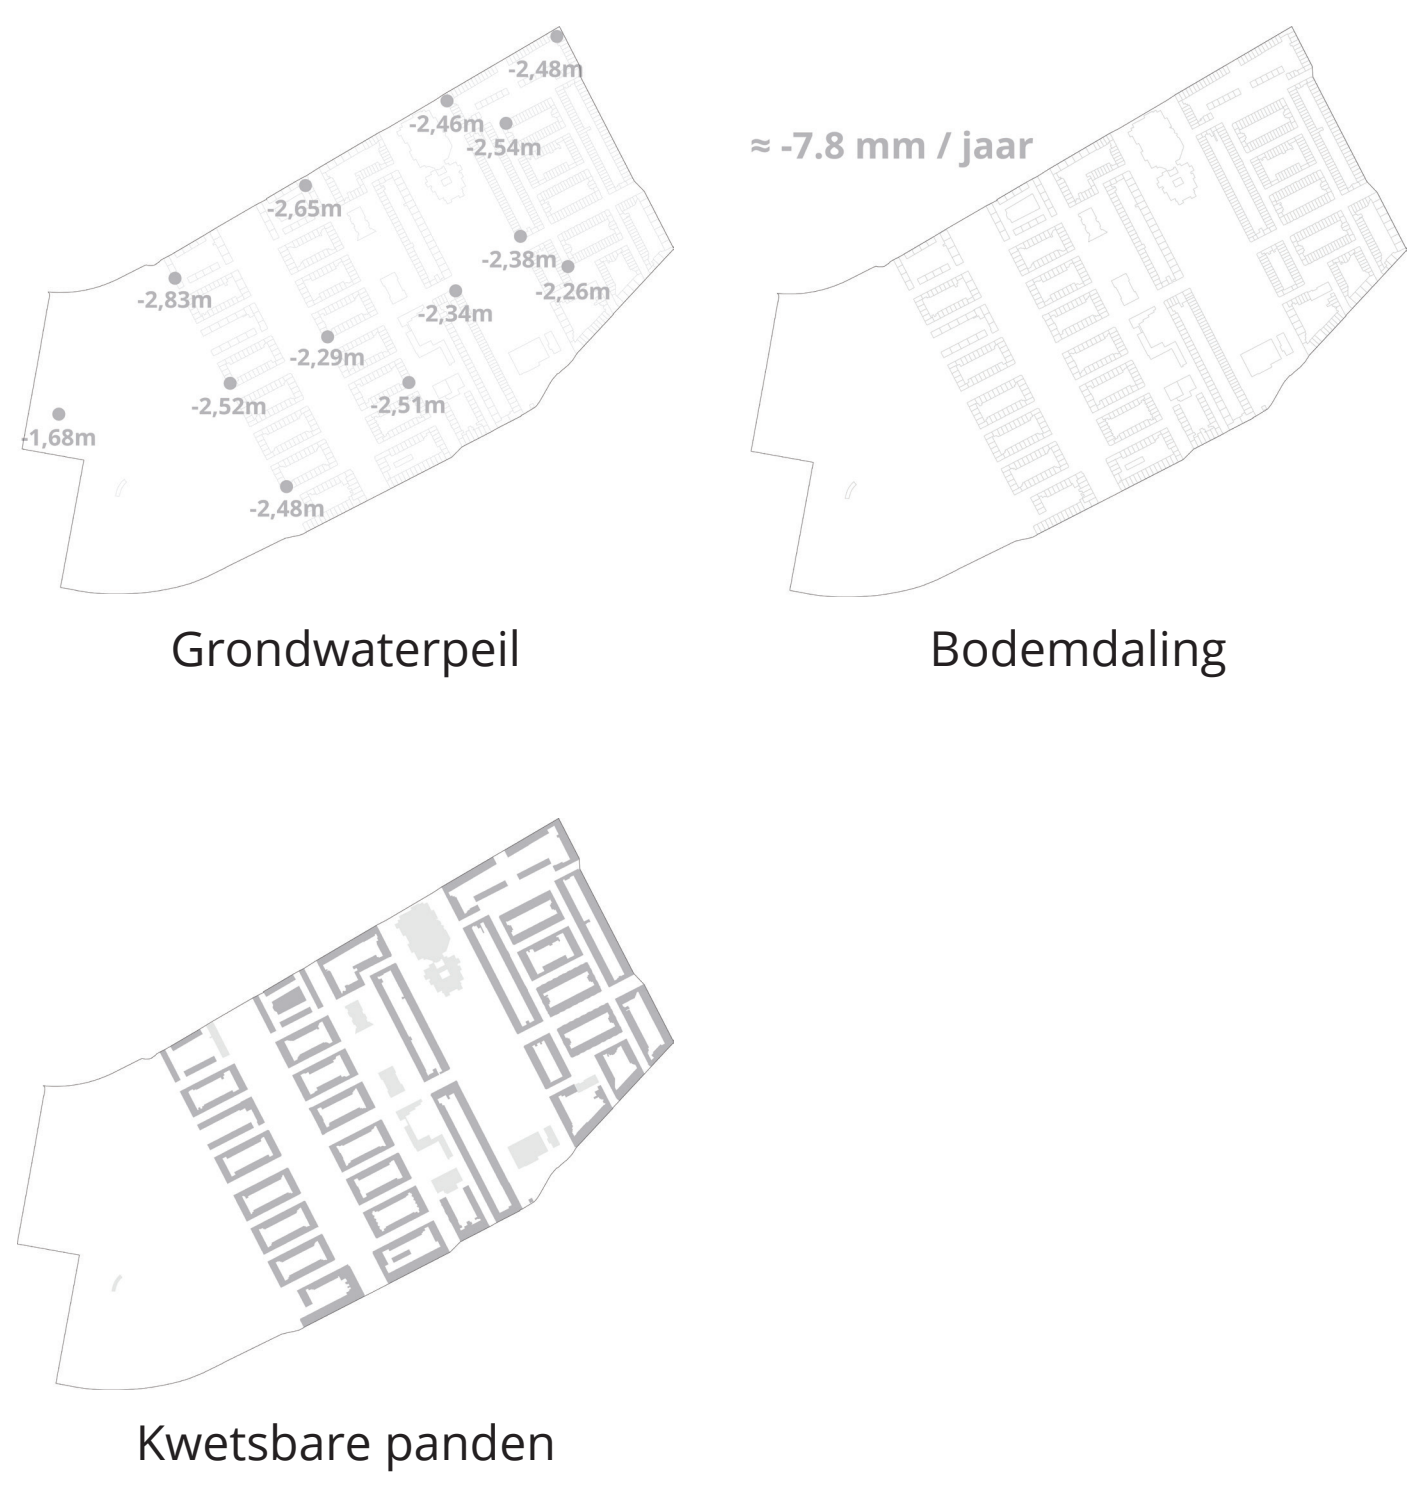 -2,48m
-2,46m
-2,54m
-2,65m
-2,38m
-2,26m
-2,83m
-2,34m
-2,29m
-2,52m
-2,51m
-1,68m
-2,48m
Grondwaterpeil
≈ -7.8 mm / jaar
Bodemdaling
Kwetsbare panden